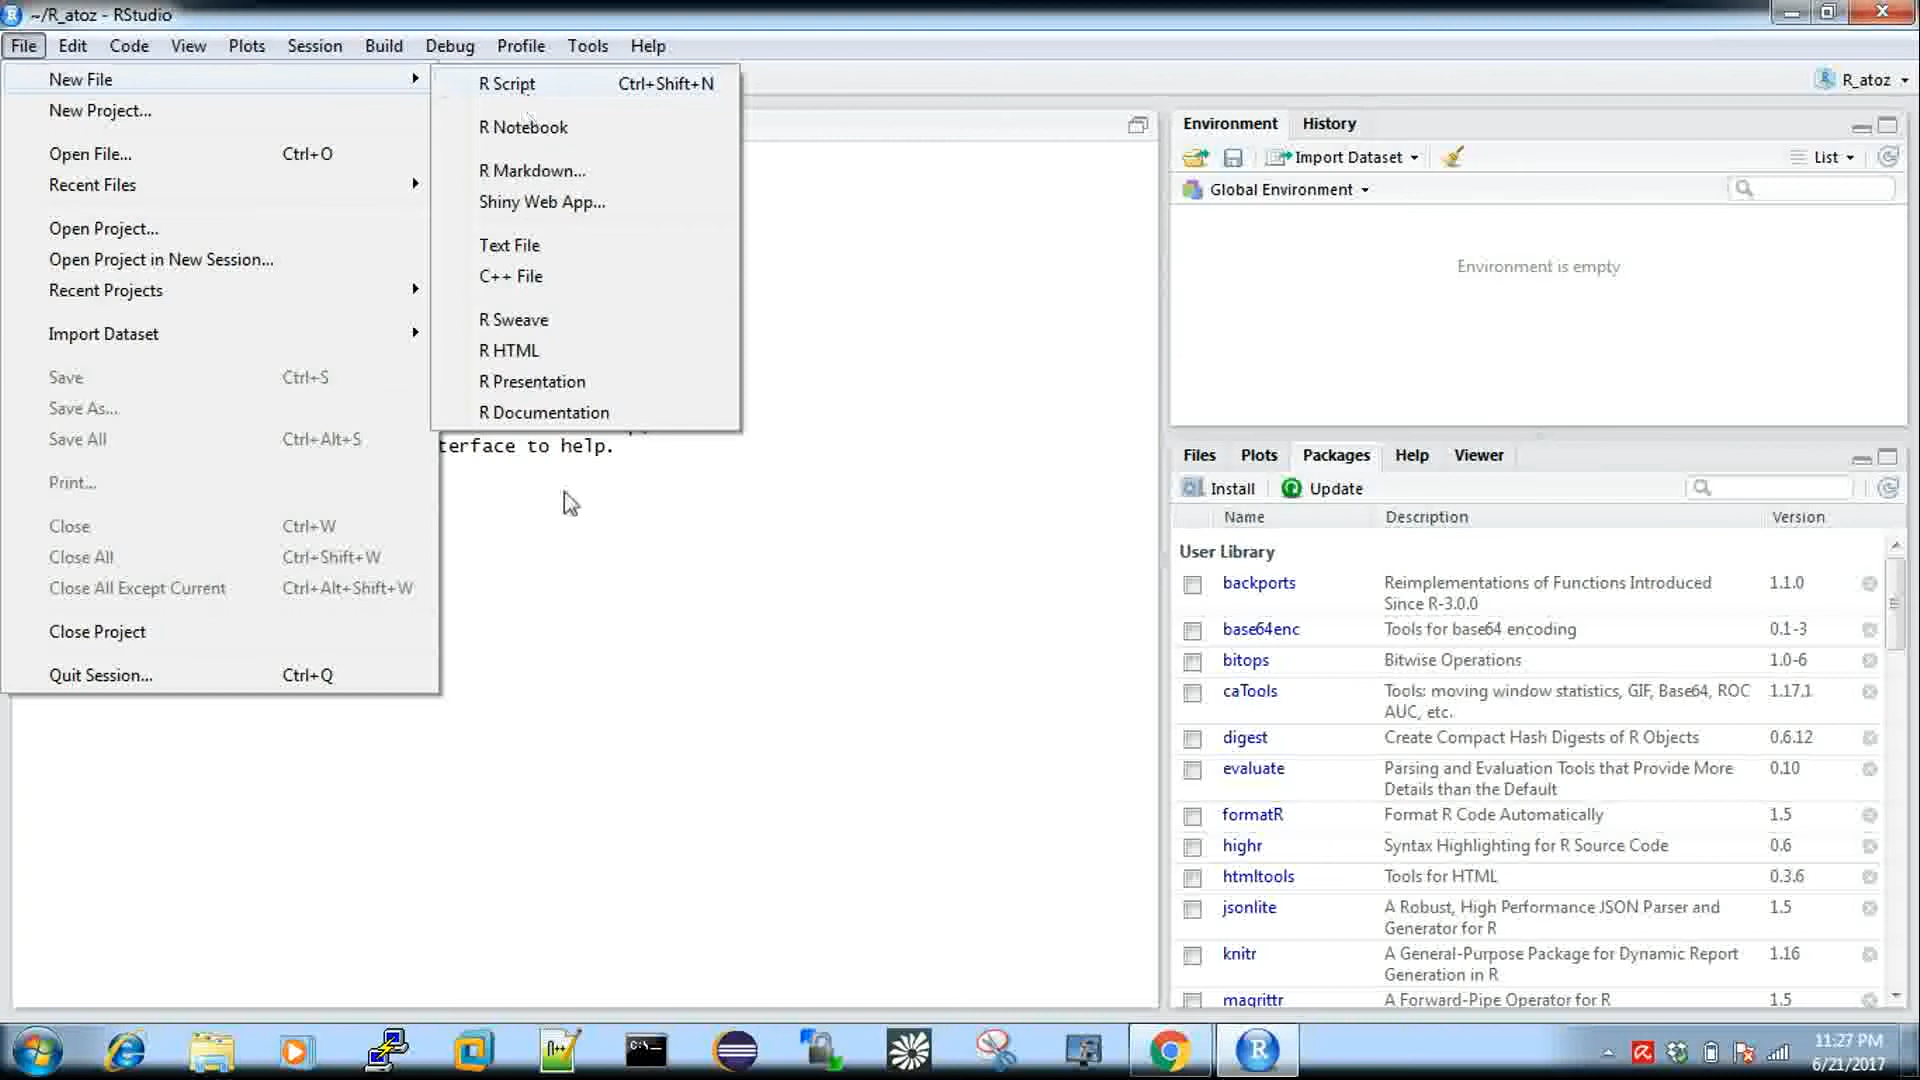 ~/R_atoz - RStudio
File Edit Code View Plots Session Build Debug Profile Tools Help
New File
New Project...
Open File... Ctrl+O
Recent Files
Open Project...
Open Project in New Session...
Recent Projects
Import Dataset
Save Ctrl+S
Save As...
Save All Ctrl+Alt+S
Print...
Close Ctrl+W
Close All Ctrl+Shift+W
Close All Except Current Ctrl+Alt+Shift+W
Close Project
Quit Session... Ctrl+Q
R Script Ctrl+Shift+N
R Notebook
R Markdown...
Shiny Web App...
Text File
C++ File
R Sweave
R HTML
R Presentation
R Documentation
terface to help.
R_atoz
Environment History
Import Dataset List
Global Environment
Environment is empty
Files Plots Packages Help Viewer
Install Update
Name Description Version
User Library
backports Reimplementations of Functions Introduced 1.1.0
Since R-3.0.0
base64enc Tools for base64 encoding 0.1-3
bitops Bitwise Operations 1.0-6
caTools Tools: moving window statistics, GIF, Base64, ROC 1.17.1
AUC, etc.
digest Create Compact Hash Digests of R Objects 0.6.12
evaluate Parsing and Evaluation Tools that Provide More 0.10
Details than the Default
formatR Format R Code Automatically 1.5
highr Syntax Highlighting for R Source Code 0.6
htmltools Tools for HTML 0.3.6
jsonlite A Robust, High Performance JSON Parser and 1.5
Generator for R
knitr A General-Purpose Package for Dynamic Report 1.16
Generation in R
magrittr A Forward-Pipe Operator for R 1.5
11:27 PM
6/21/2017